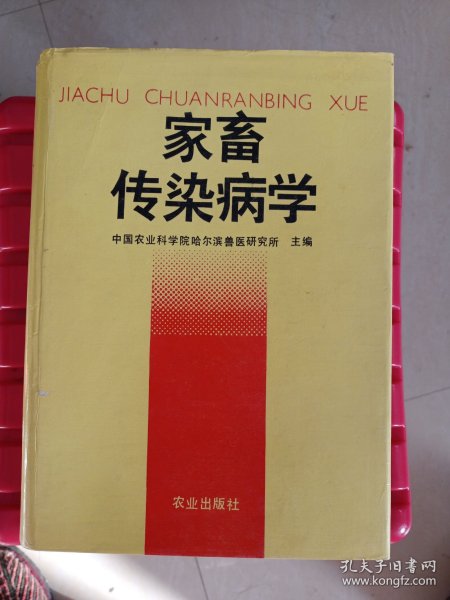 JIACHU CHUANRANBING XUE
家畜
传染病学
中国农业科学院哈尔滨兽医研究所 主编
农业出版社
孔夫子旧书网
www.kongfz.com